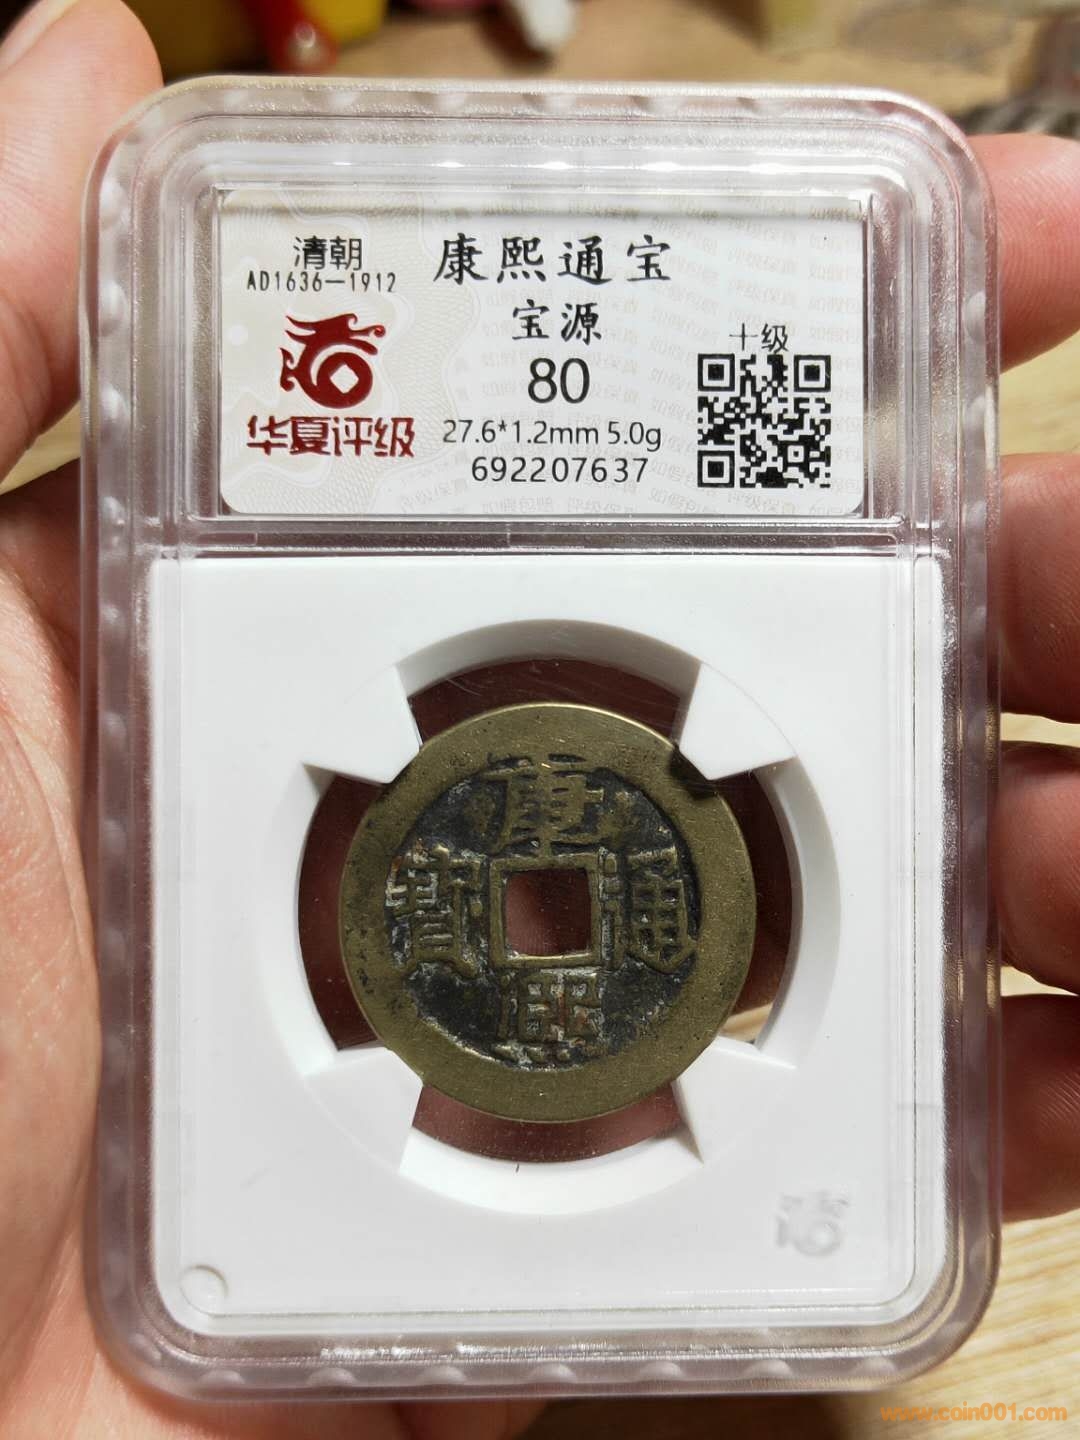 清朝
AD1636—1912
华夏评级
康熙通宝
宝源
80
27.6*1.2mm 5.0g
692207637
十级
康熙通寶
www.coin001.com